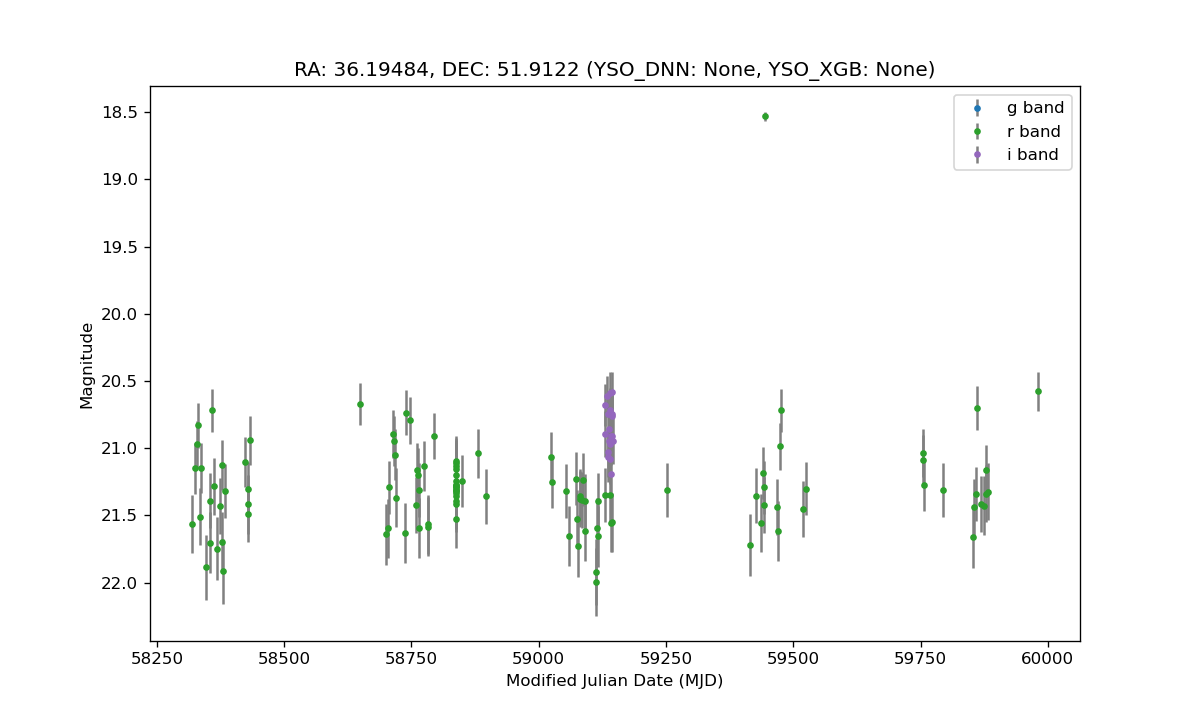 RA: 36.19484, DEC: 51.9122 (YSO_DNN: None, YSO_XGB: None)
g band
r band
i band
18.5
19.0
19.5
20.0
20.5
21.0
21.5
22.0
Magnitude
58250 58500 58750 59000 59250 59500 59750 60000
Modified Julian Date (MJD)